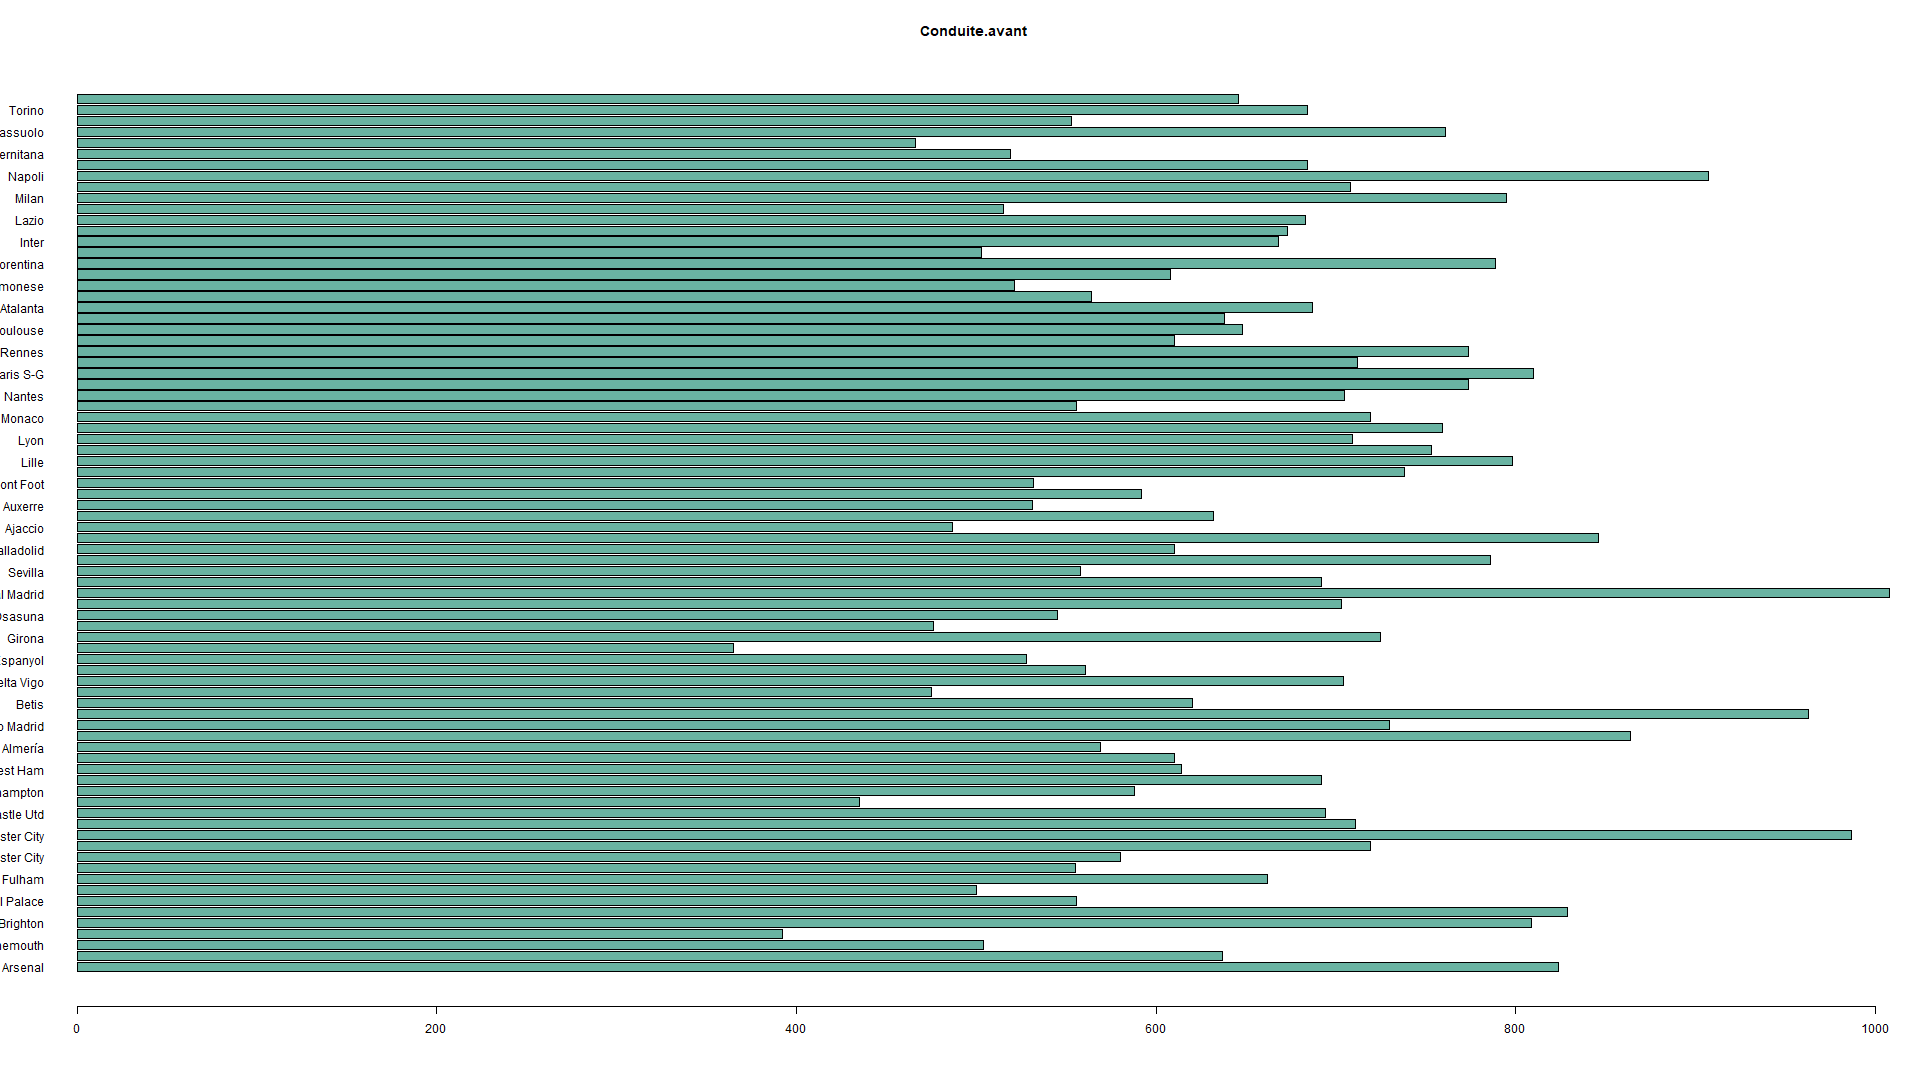 Conduite.avant
Torino
assuolo
ernitana
Napoli
Milan
Lazio
Inter
orentina
monese
Atalanta
oulouse
Rennes
aris S-G
Nantes
Monaco
Lyon
Lille
ont Foot
Auxerre
Ajaccio
alladolid
Sevilla
l Madrid
Osasuna
Girona
Espanyol
elta Vigo
Betis
o Madrid
Almería
est Ham
hampton
astle Utd
ster City
ster City
Fulham
l Palace
Brighton
nemouth
Arsenal
0 200 400 600 800 1000